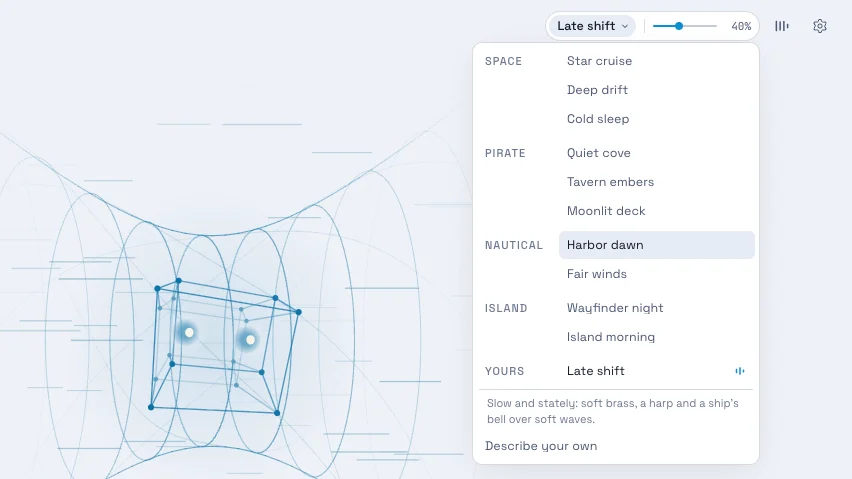 Late shift
40%
SPACE Star cruise
Deep drift
Cold sleep
PIRATE Quiet cove
Tavern embers
Moonlit deck
NAUTICAL Harbor dawn
Fair winds
ISLAND Wayfinder night
Island morning
YOURS Late shift
Slow and stately: soft brass, a harp and a ship's
bell over soft waves.
Describe your own